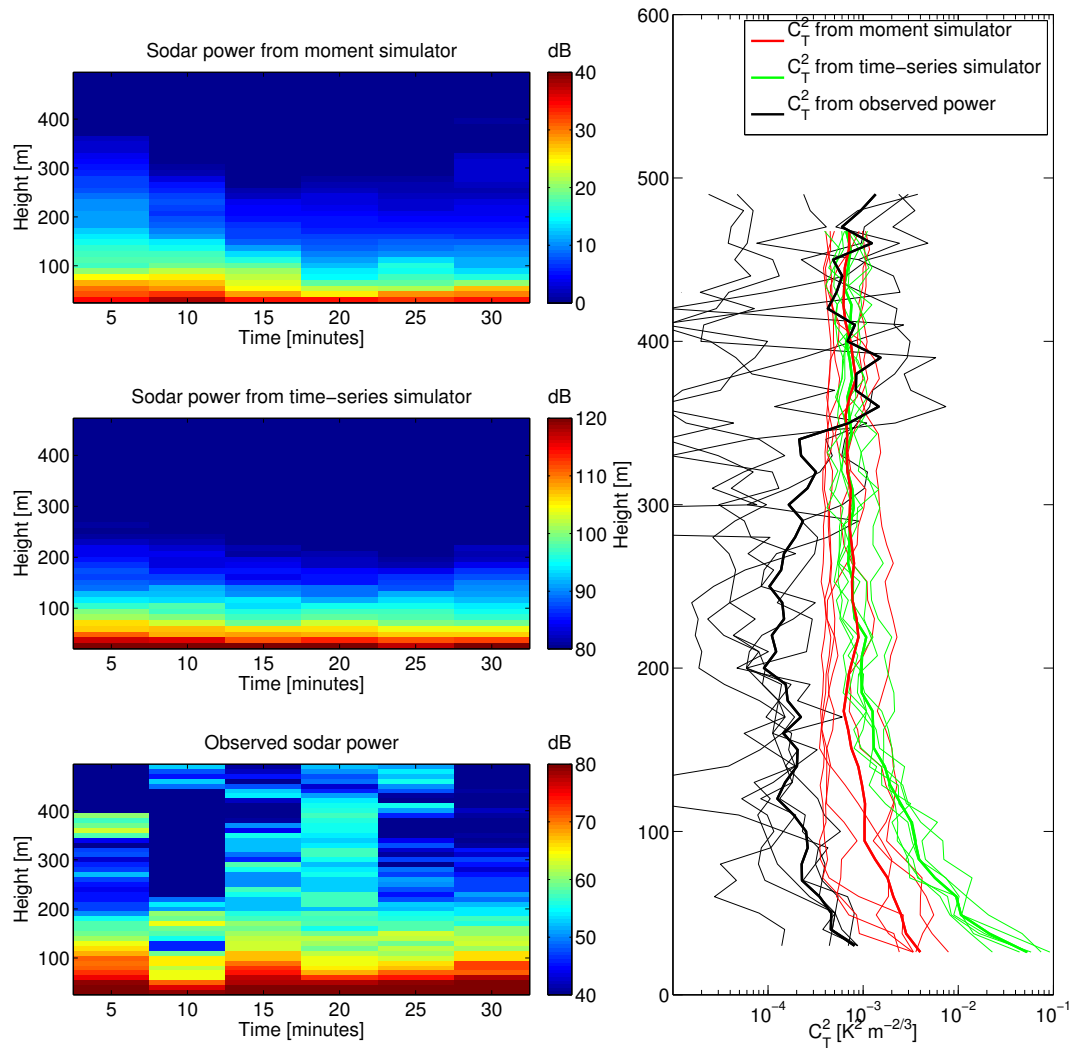 Sodar power from moment simulator
dB
Height [m]
400
300
200
100
5 10 15 20 25 30
Time [minutes]
40
30
20
10
0
Sodar power from time−series simulator
dB
Height [m]
400
300
200
100
5 10 15 20 25 30
Time [minutes]
120
110
100
90
80
Observed sodar power
dB
Height [m]
400
300
200
100
5 10 15 20 25 30
Time [minutes]
80
70
60
50
40
C_T^2 from moment simulator
C_T^2 from time−series simulator
C_T^2 from observed power
Height [m]
600
500
400
300
200
100
0
10^−4 10^−3 10^−2 10^−1
C_T^2 [K^2 m^−2/3]